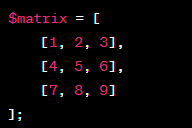 $matrix = [
    [1, 2, 3],
    [4, 5, 6],
    [7, 8, 9]
];